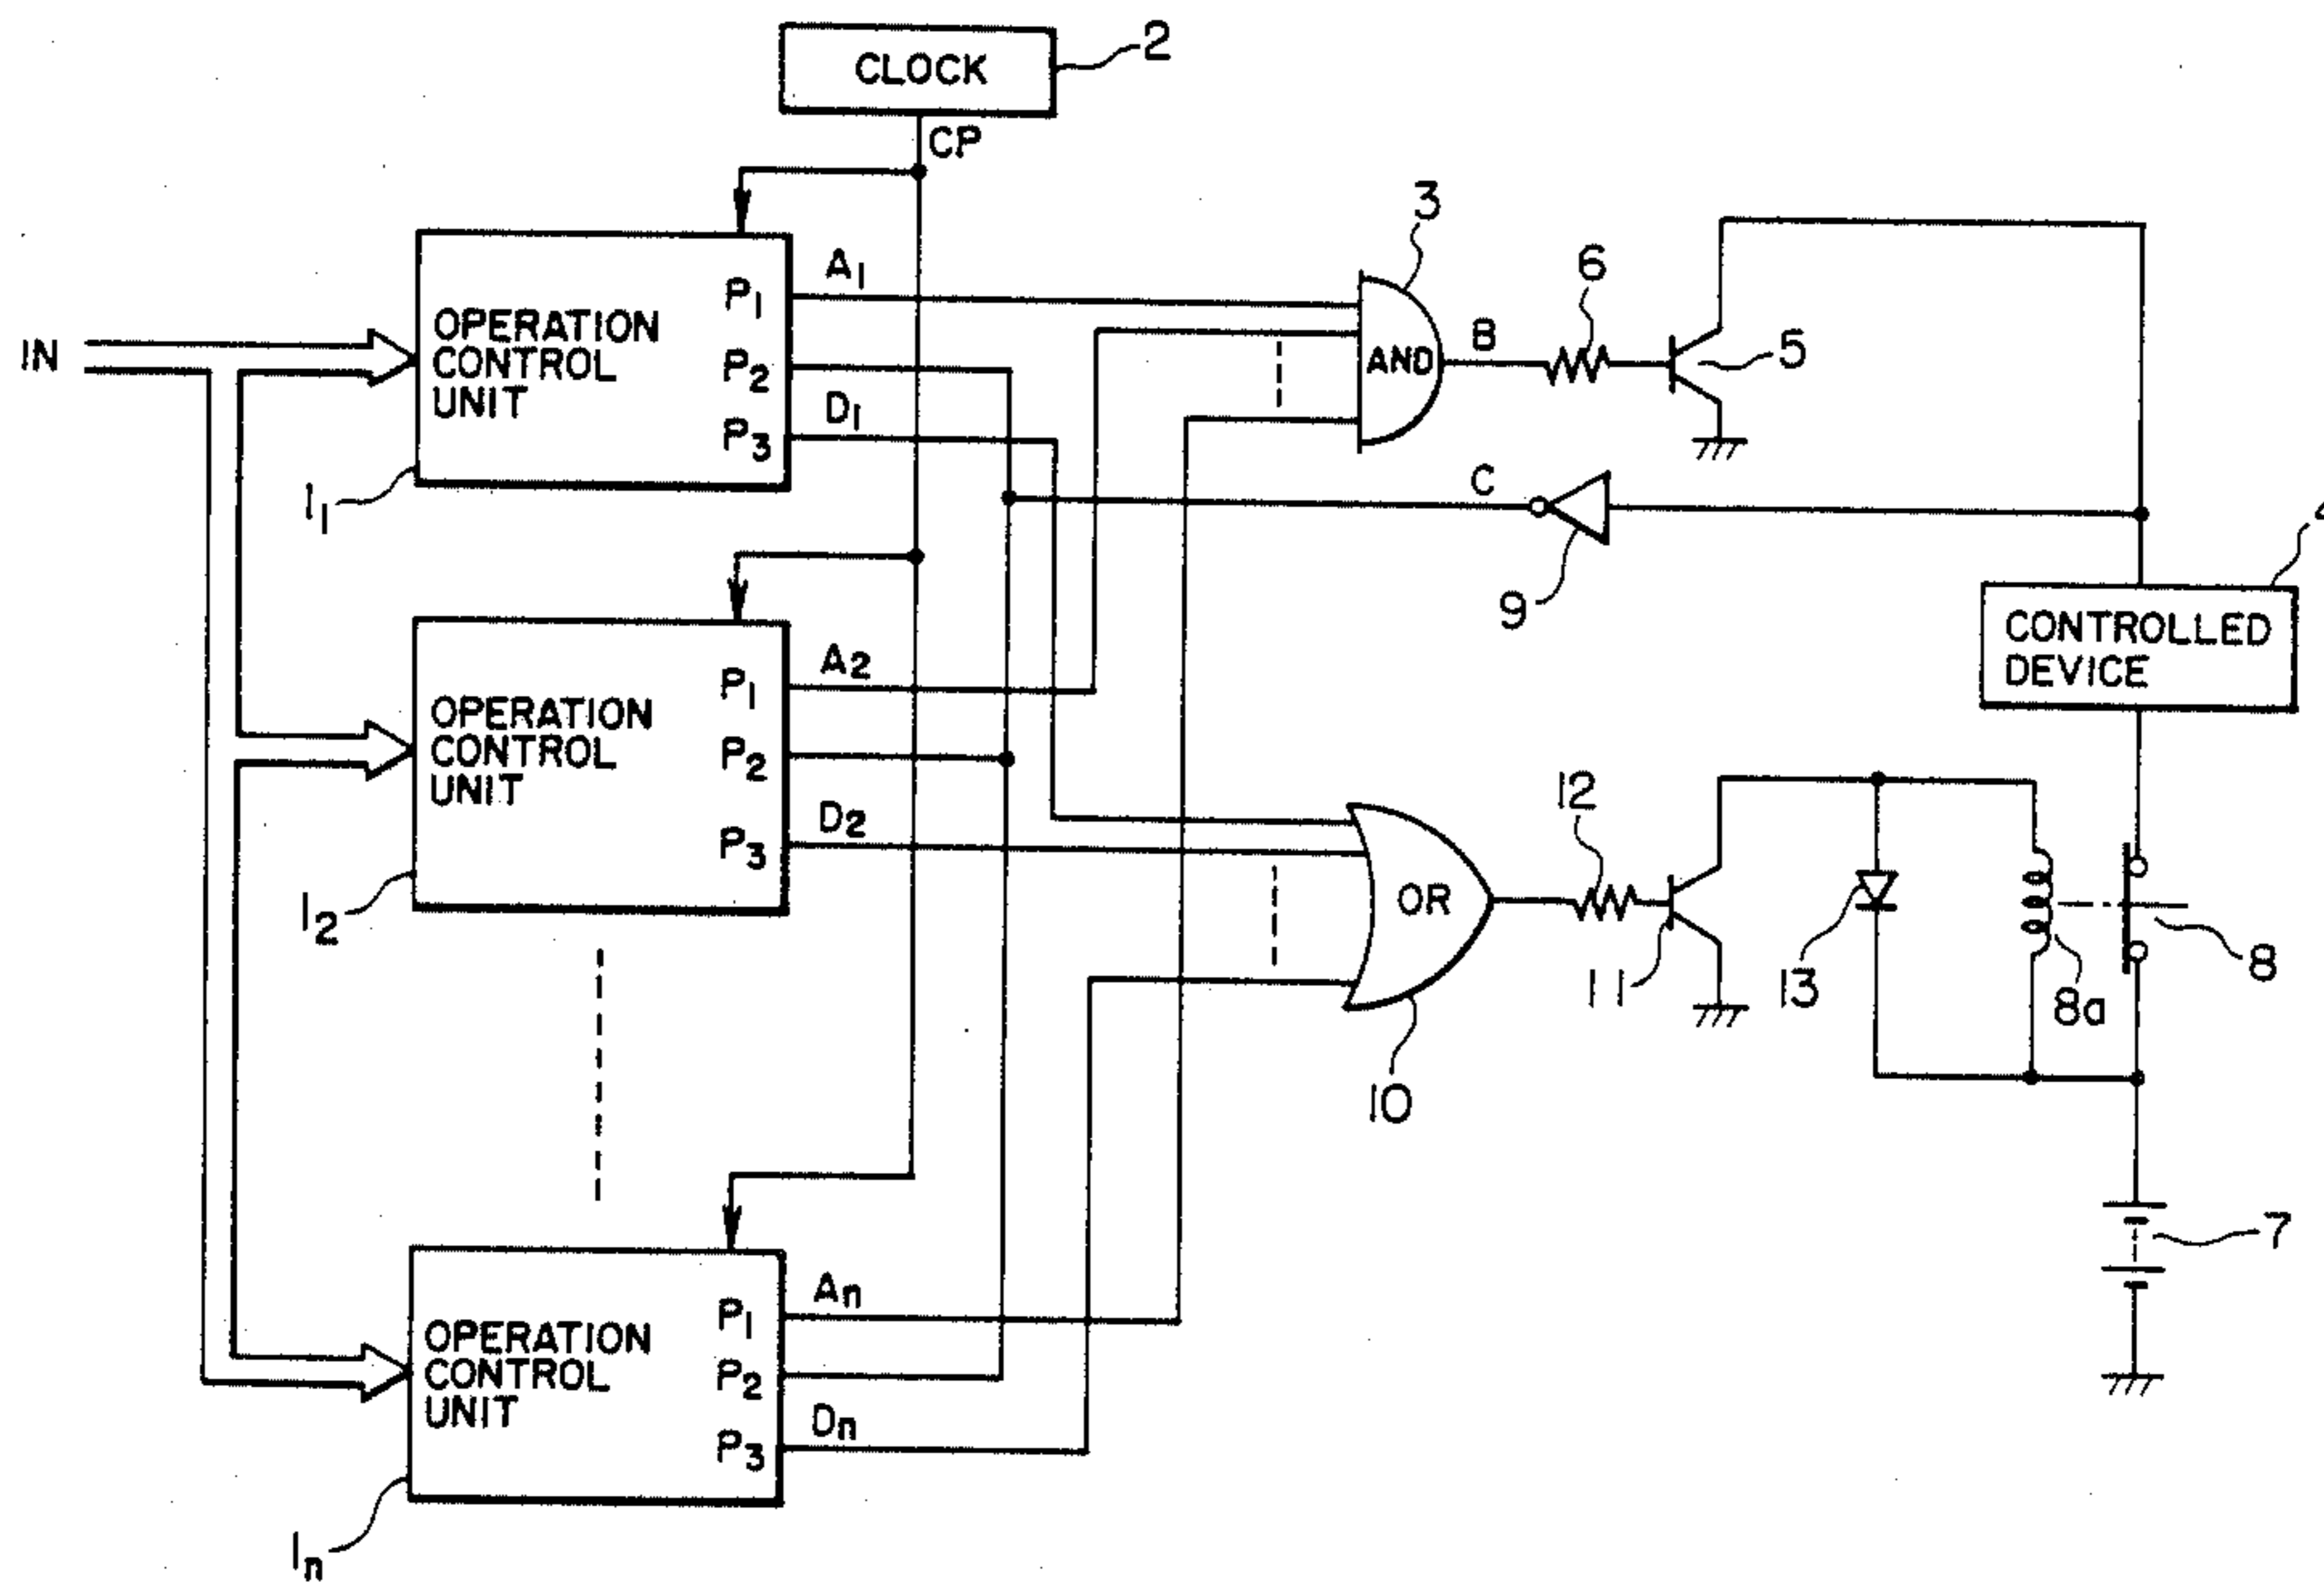 CLOCK
2
CP
IN
OPERATION
CONTROL
UNIT
P1
P2
P3
A1
D1
11
3
AND
B
6
5
C
9
4
CONTROLLED
DEVICE
OPERATION
CONTROL
UNIT
P1
P2
P3
A2
D2
12
OR
10
12
11
13
8a
8
7
OPERATION
CONTROL
UNIT
P1
P2
P3
An
Dn
1n